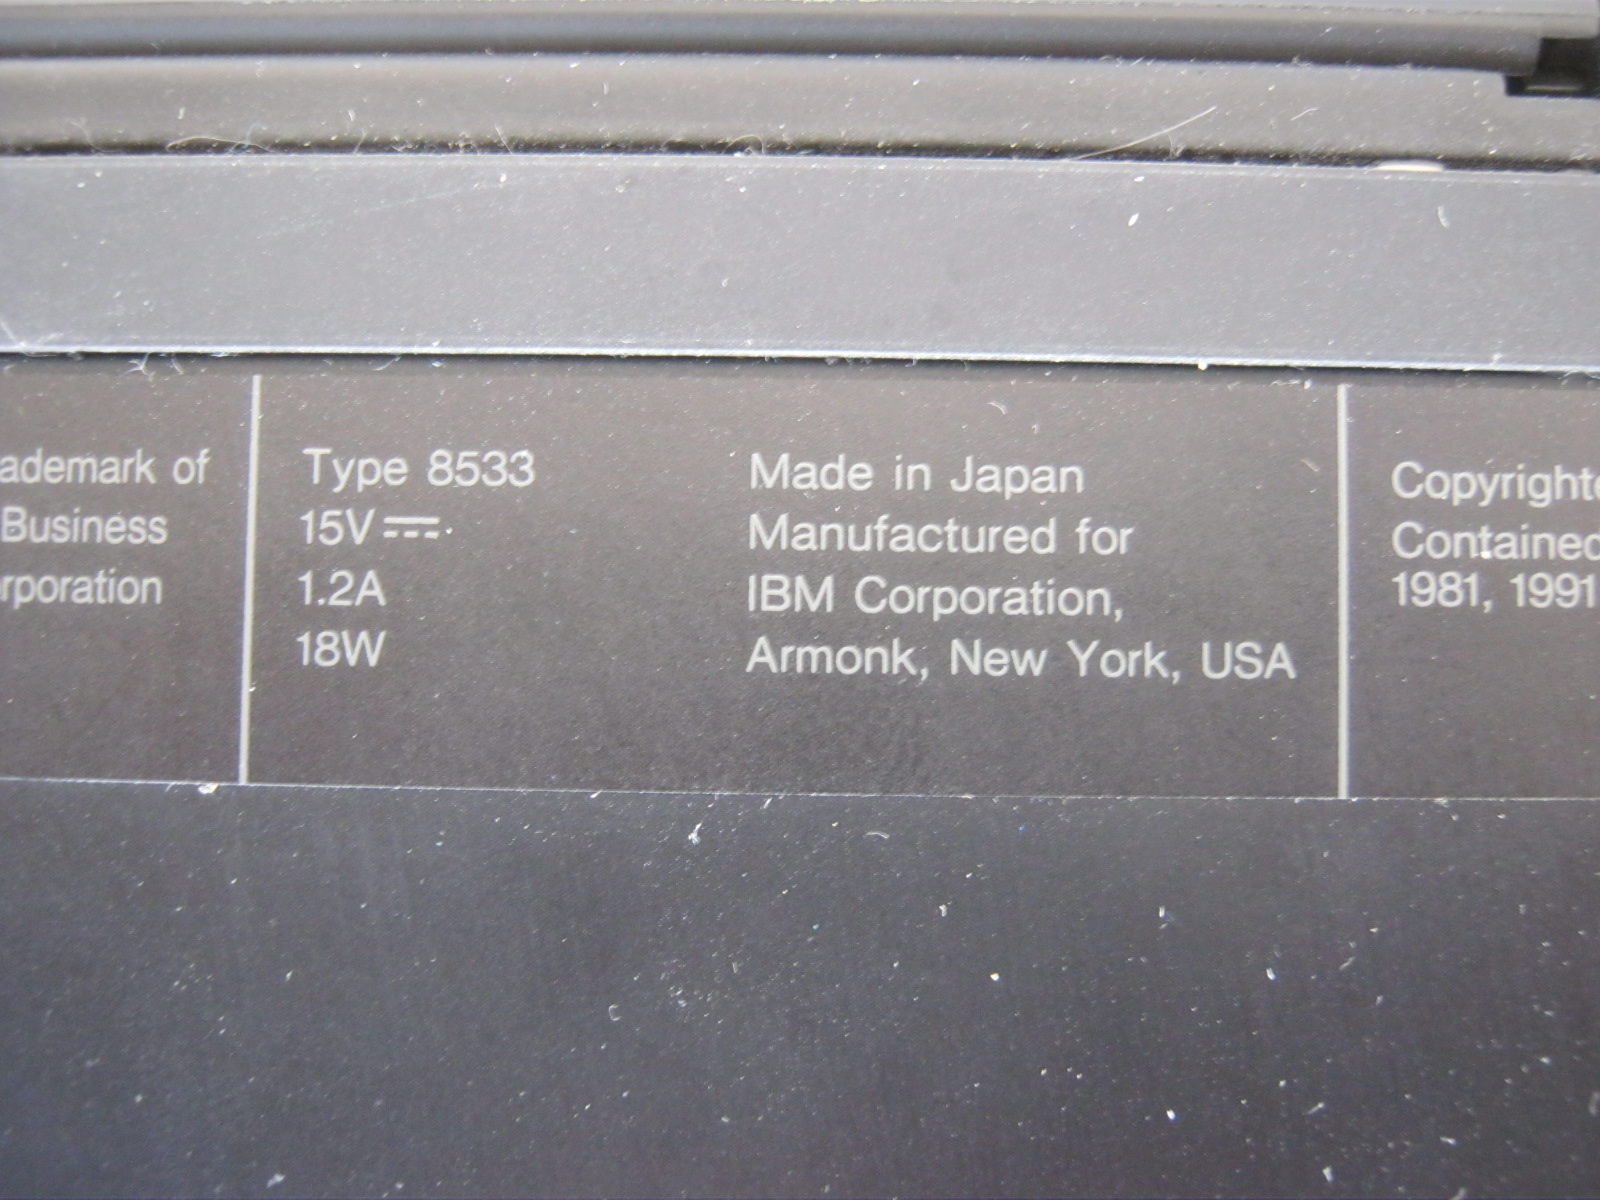 ademark of
Business
rporation
Type 8533
15V⎓
1.2A
18W
Made in Japan
Manufactured for
IBM Corporation,
Armonk, New York, USA
Copyrighte
Contained
1981, 1991